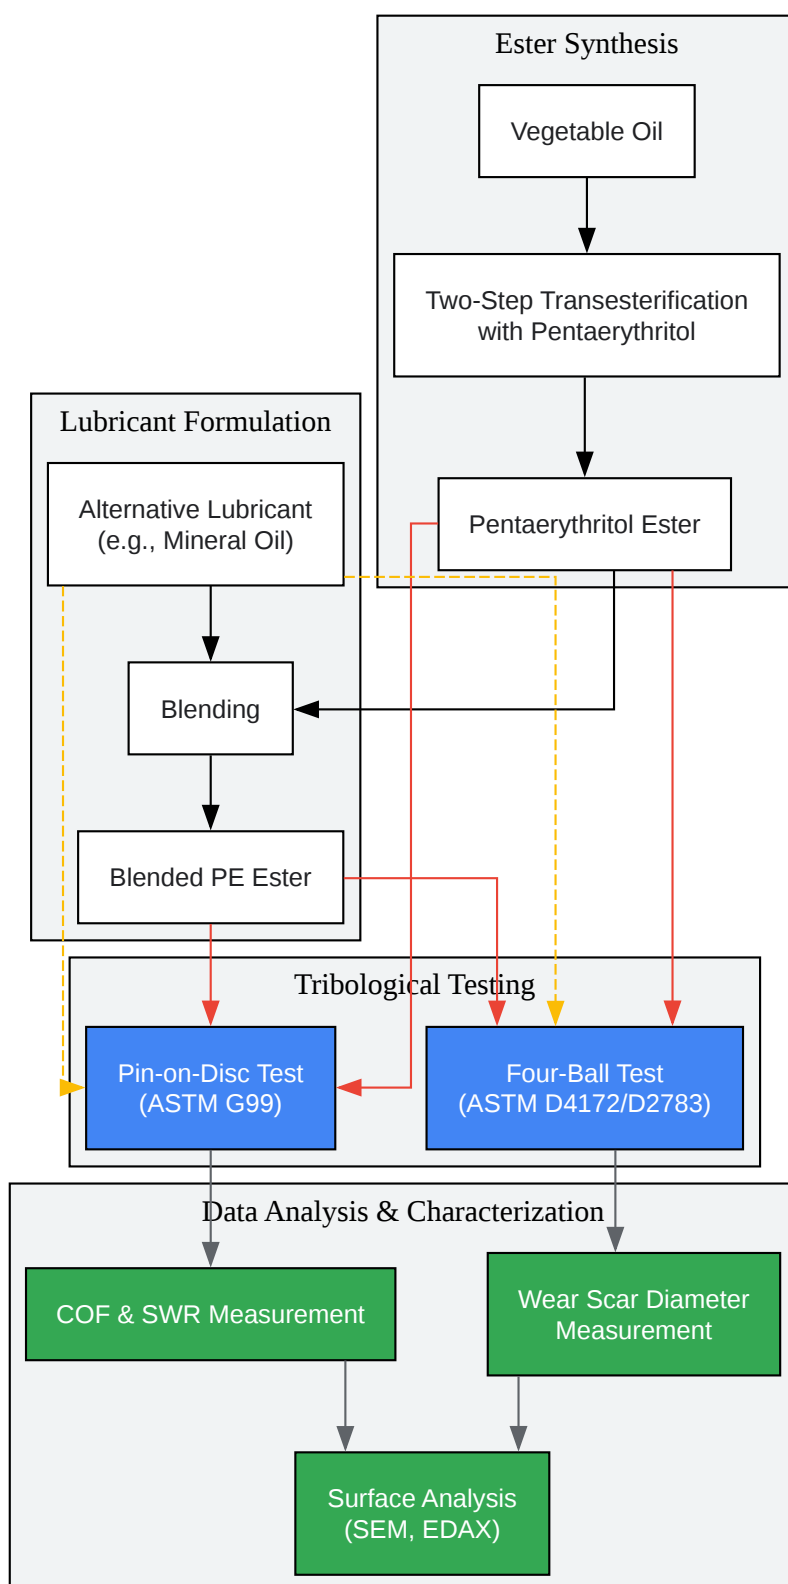 Ester Synthesis
Vegetable Oil
Two-Step Transesterification
with Pentaerythritol
Pentaerythritol Ester
Lubricant Formulation
Alternative Lubricant
(e.g., Mineral Oil)
Blending
Blended PE Ester
Tribological Testing
Pin-on-Disc Test
(ASTM G99)
Four-Ball Test
(ASTM D4172/D2783)
Data Analysis & Characterization
COF & SWR Measurement
Wear Scar Diameter
Measurement
Surface Analysis
(SEM, EDAX)